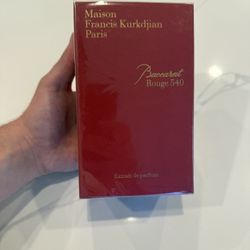 Maison
Francis Kurkdjian
Paris
Baccarat
Rouge 540
Extrait de parfum